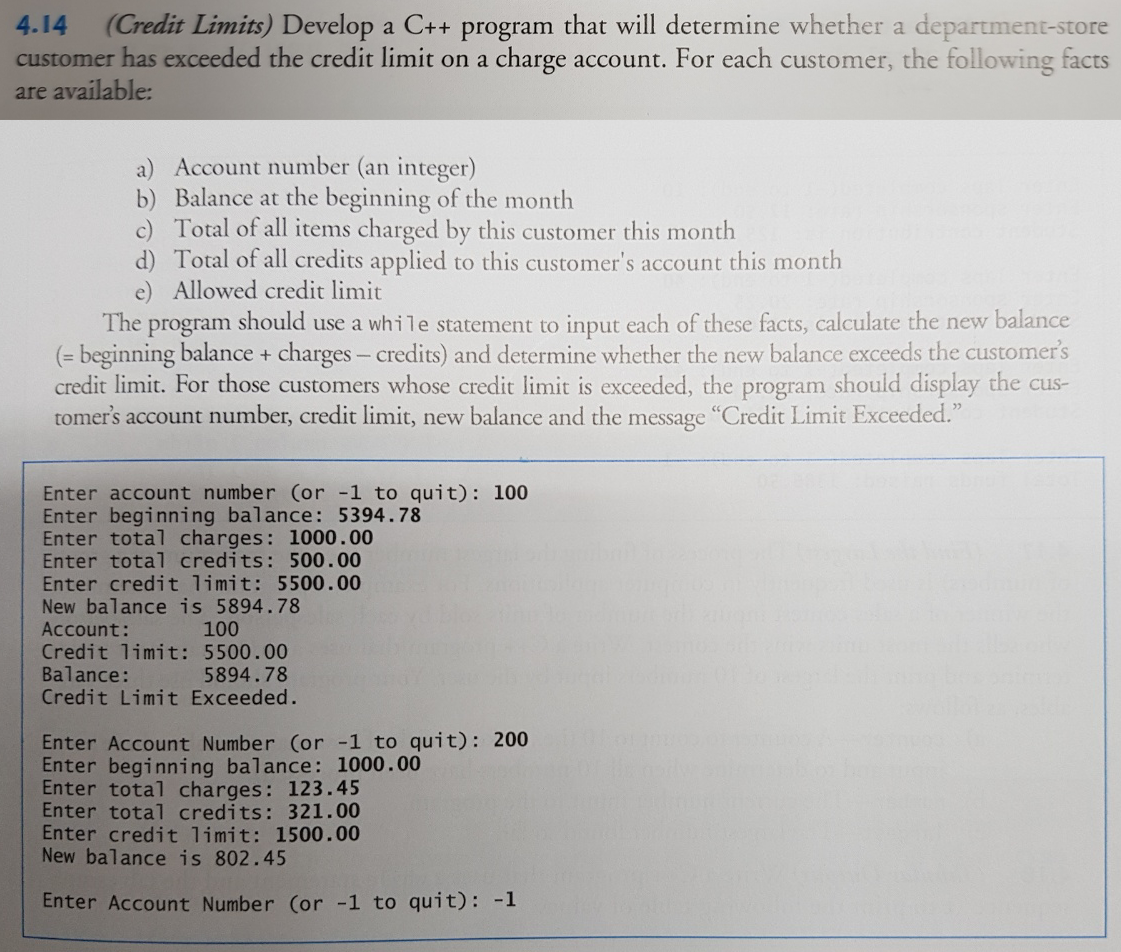 4.14 (Credit Limits) Develop a C++ program that will determine whether a department-store
customer has exceeded the credit limit on a charge account. For each customer, the following facts
are available:
a) Account number (an integer)
b) Balance at the beginning of the month
c) Total of all items charged by this customer this month
d) Total of all credits applied to this customer's account this month
e) Allowed credit limit
The program should use a while statement to input each of these facts, calculate the new balance
(= beginning balance + charges – credits) and determine whether the new balance exceeds the customer's
credit limit. For those customers whose credit limit is exceeded, the program should display the cus-
tomer's account number, credit limit, new balance and the message “Credit Limit Exceeded.”
Enter account number (or -1 to quit): 100
Enter beginning balance: 5394.78
Enter total charges: 1000.00
Enter total credits: 500.00
Enter credit limit: 5500.00
New balance is 5894.78
Account: 100
Credit limit: 5500.00
Balance: 5894.78
Credit Limit Exceeded.
Enter Account Number (or -1 to quit): 200
Enter beginning balance: 1000.00
Enter total charges: 123.45
Enter total credits: 321.00
Enter credit limit: 1500.00
New balance is 802.45
Enter Account Number (or -1 to quit): -1